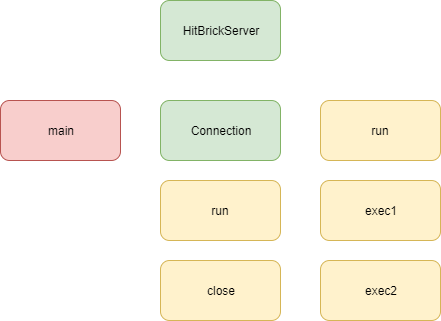 HitBrickServer
main
Connection
run
run
exec1
close
exec2